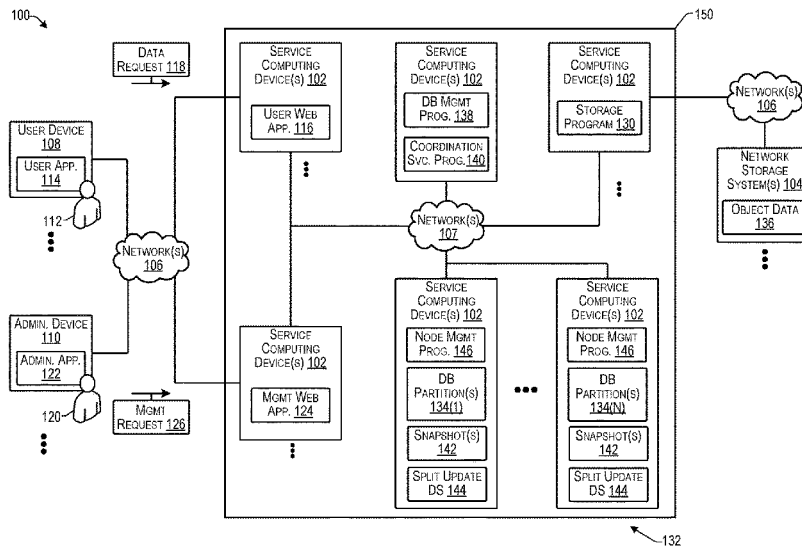 100
150
DATA
REQUEST 118
USER DEVICE
108
USER APP.
114
112
NETWORK(S)
106
ADMIN. DEVICE
110
ADMIN. APP.
122
120
MGMT
REQUEST 126
SERVICE
COMPUTING
DEVICE(S) 102
USER WEB
APP. 116
SERVICE
COMPUTING
DEVICE(S) 102
DB MGMT
PROG. 138
COORDINATION
SVC. PROG. 140
SERVICE
COMPUTING
DEVICE(S) 102
STORAGE
PROGRAM 130
NETWORK(S)
106
NETWORK
STORAGE
SYSTEM(S) 104
OBJECT DATA
136
NETWORK(S)
107
SERVICE
COMPUTING
DEVICE(S)
102
MGMT WEB
APP. 124
SERVICE
COMPUTING
DEVICE(S) 102
NODE MGMT
PROG. 146
DB
PARTITION(S)
134(1)
SNAPSHOT(S)
142
SPLIT UPDATE
DS 144
SERVICE
COMPUTING
DEVICE(S) 102
NODE MGMT
PROG. 146
DB
PARTITION(S)
134(N)
SNAPSHOT(S)
142
SPLIT UPDATE
DS 144
132